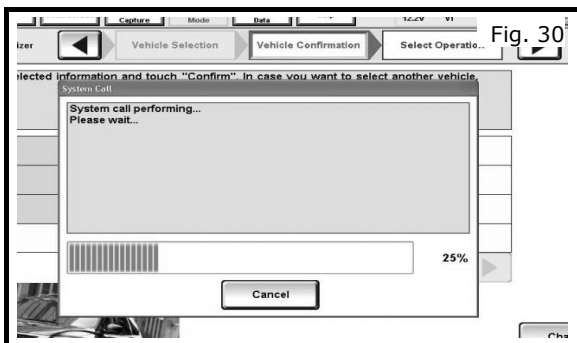 Capture Mode Data 12.2V VI
Fig. 30
izer Vehicle Selection Vehicle Confirmation Select Operatio..
elected information and touch "Confirm". In case you want to select another vehicle,
System Call
System call performing...
Please wait...
25%
Cancel
Cha